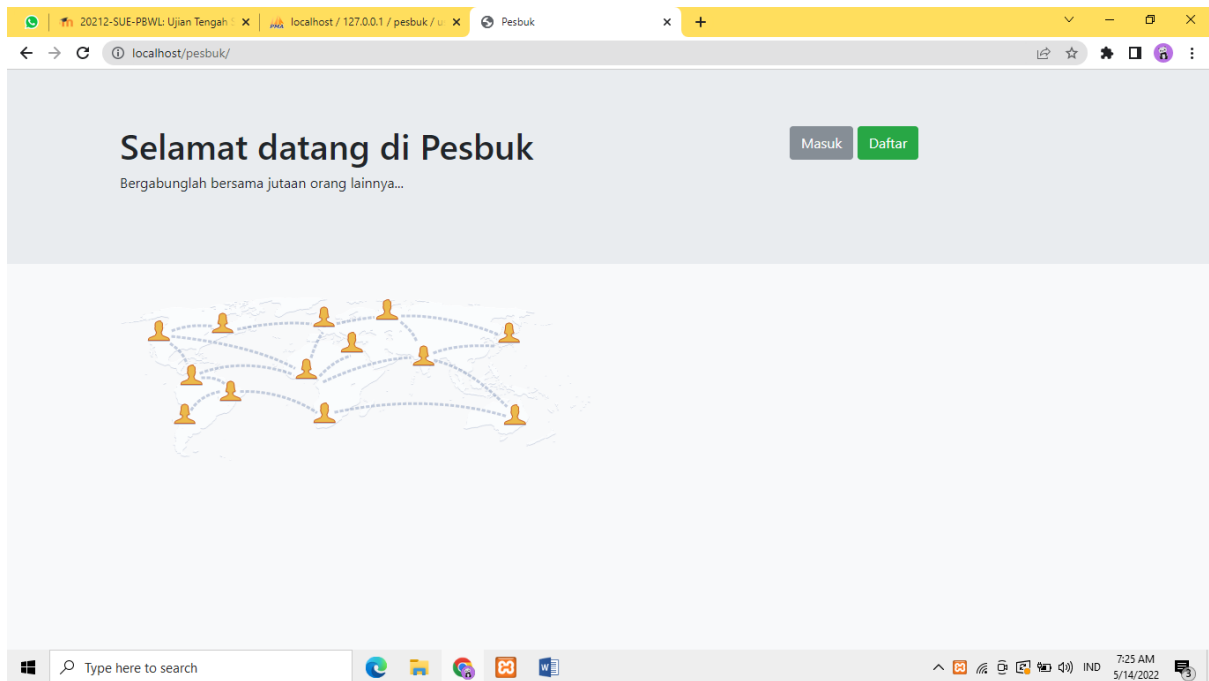 20212-SUE-PBWL: Ujian Tengah
localhost / 127.0.0.1 / pesbuk / u
Pesbuk
localhost/pesbuk/
Selamat datang di Pesbuk
Masuk
Daftar
Bergabunglah bersama jutaan orang lainnya...
Type here to search
IND
7:25 AM
5/14/2022
3